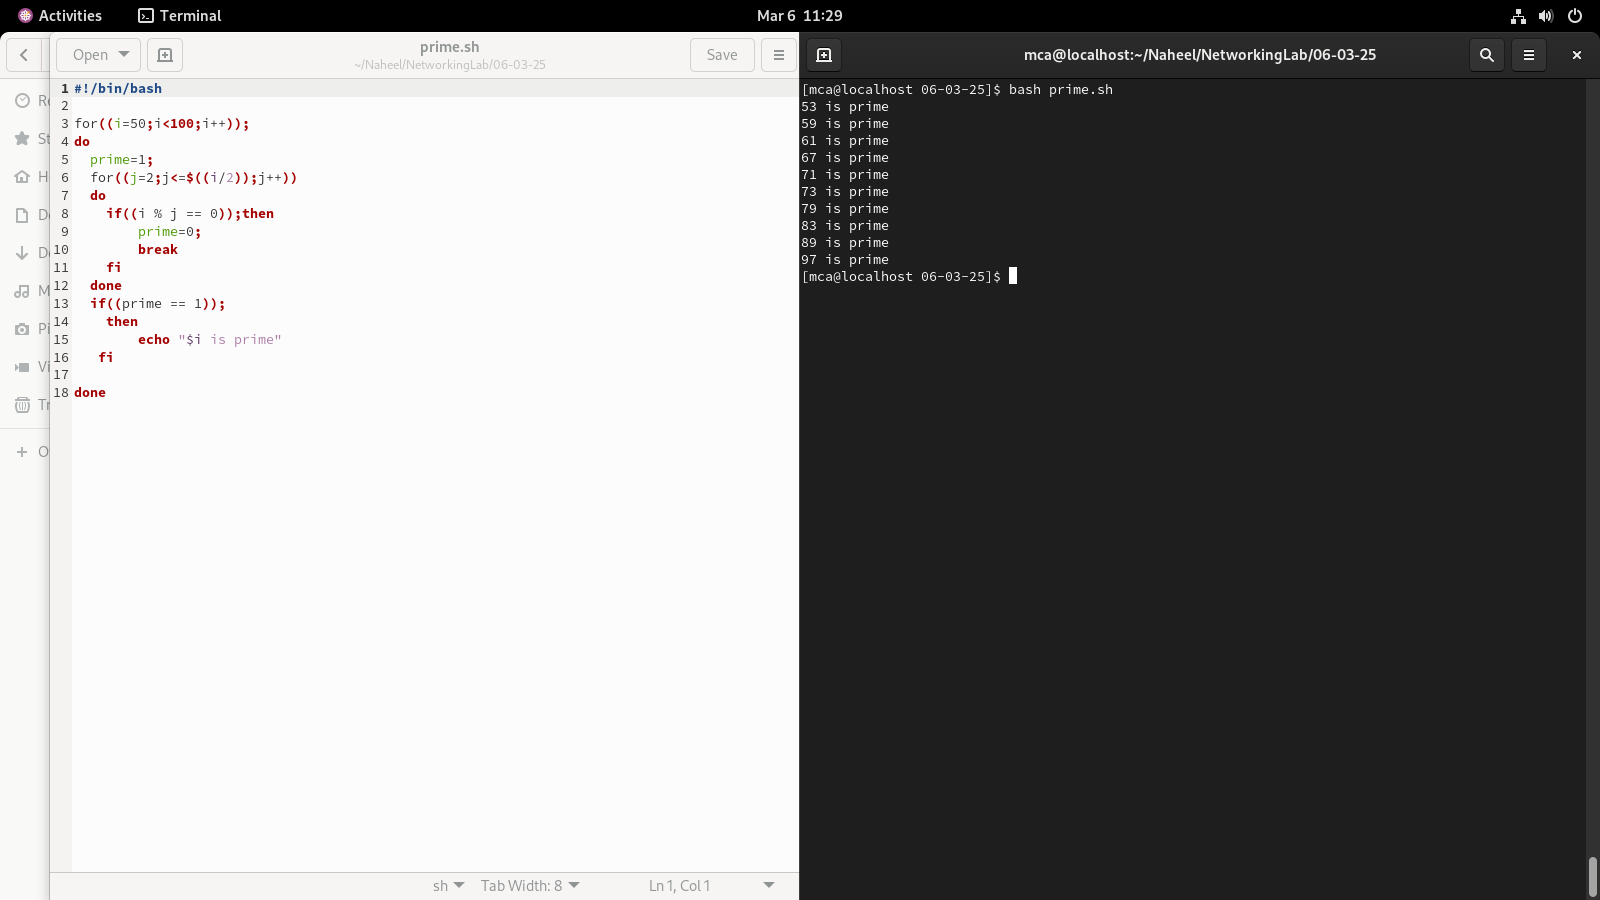 Activities Terminal Mar 6 11:29
Open prime.sh Save
~/Naheel/NetworkingLab/06-03-25
1 #!/bin/bash
2
3 for((i=50;i<100;i++));
4 do
5   prime=1;
6   for((j=2;j<=$((i/2));j++))
7   do
8     if((i % j == 0));then
9         prime=0;
10         break
11     fi
12   done
13   if((prime == 1));
14     then
15         echo "$i is prime"
16    fi
17
18 done
sh Tab Width: 8 Ln 1, Col 1
mca@localhost:~/Naheel/NetworkingLab/06-03-25
[mca@localhost 06-03-25]$ bash prime.sh
53 is prime
59 is prime
61 is prime
67 is prime
71 is prime
73 is prime
79 is prime
83 is prime
89 is prime
97 is prime
[mca@localhost 06-03-25]$